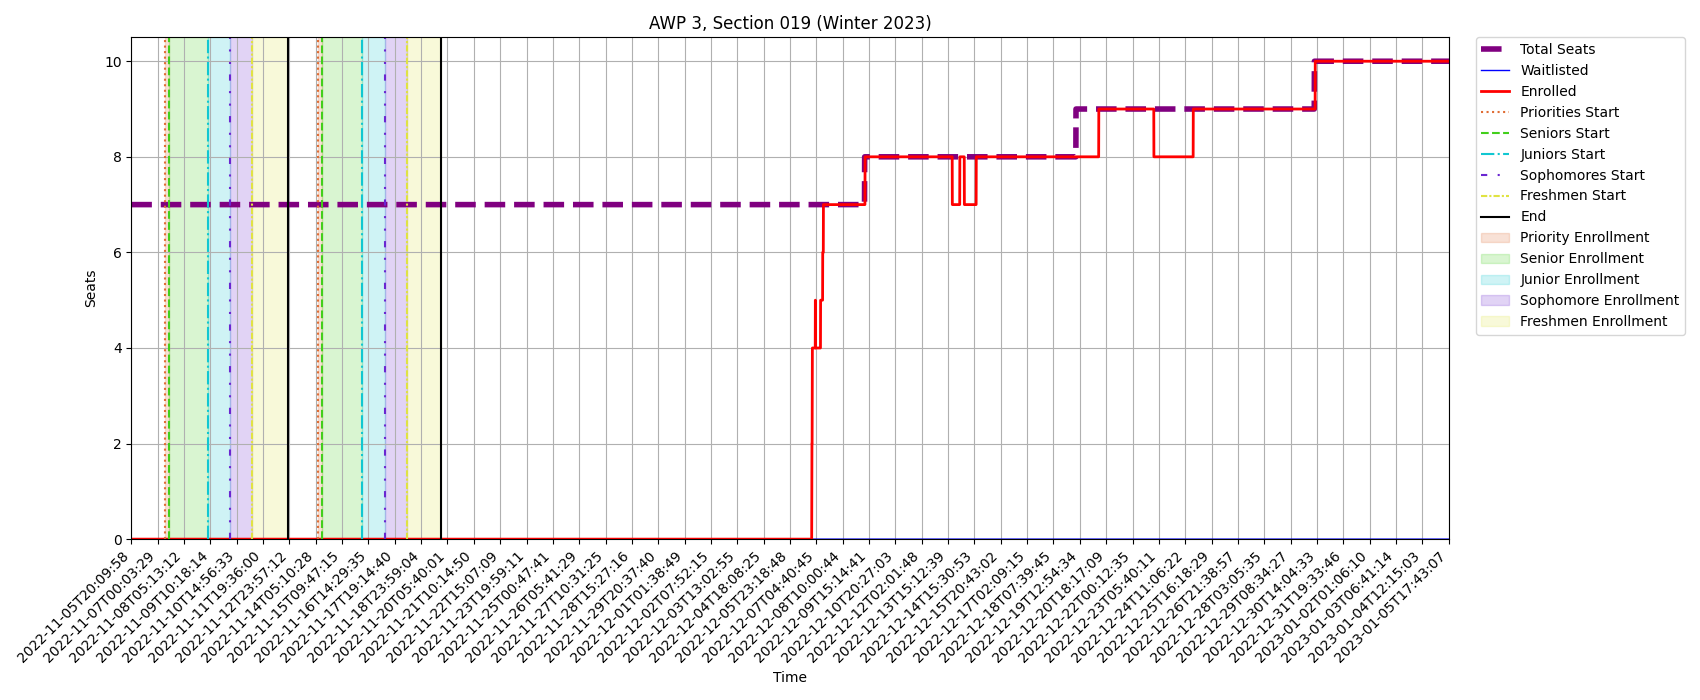 AWP 3, Section 019 (Winter 2023)
Seats
10
8
6
4
2
0
2022-11-05T20:09:58
2022-11-07T00:03:29
2022-11-08T05:13:12
2022-11-09T10:18:14
2022-11-10T14:56:33
2022-11-11T19:36:00
2022-11-12T23:57:12
2022-11-14T05:10:28
2022-11-15T09:47:15
2022-11-16T14:29:35
2022-11-17T19:14:40
2022-11-18T23:59:04
2022-11-20T05:40:01
2022-11-21T10:14:50
2022-11-22T15:07:09
2022-11-23T19:59:11
2022-11-25T00:47:41
2022-11-26T05:41:29
2022-11-27T10:31:25
2022-11-28T15:27:16
2022-11-29T20:37:40
2022-12-01T01:38:49
2022-12-02T07:52:15
2022-12-03T13:02:55
2022-12-04T18:08:25
2022-12-05T23:18:48
2022-12-07T04:40:45
2022-12-08T10:00:44
2022-12-09T15:14:41
2022-12-10T20:27:03
2022-12-12T02:01:48
2022-12-13T15:12:39
2022-12-14T15:30:53
2022-12-15T20:43:02
2022-12-17T02:09:15
2022-12-18T07:39:45
2022-12-19T12:54:34
2022-12-20T18:17:09
2022-12-22T00:12:35
2022-12-23T05:40:11
2022-12-24T11:06:22
2022-12-25T16:18:29
2022-12-26T21:38:57
2022-12-28T03:05:35
2022-12-29T08:34:27
2022-12-30T14:04:33
2022-12-31T19:33:46
2023-01-02T01:06:10
2023-01-03T06:41:14
2023-01-04T12:15:03
2023-01-05T17:43:07
Time
Total Seats
Waitlisted
Enrolled
Priorities Start
Seniors Start
Juniors Start
Sophomores Start
Freshmen Start
End
Priority Enrollment
Senior Enrollment
Junior Enrollment
Sophomore Enrollment
Freshmen Enrollment